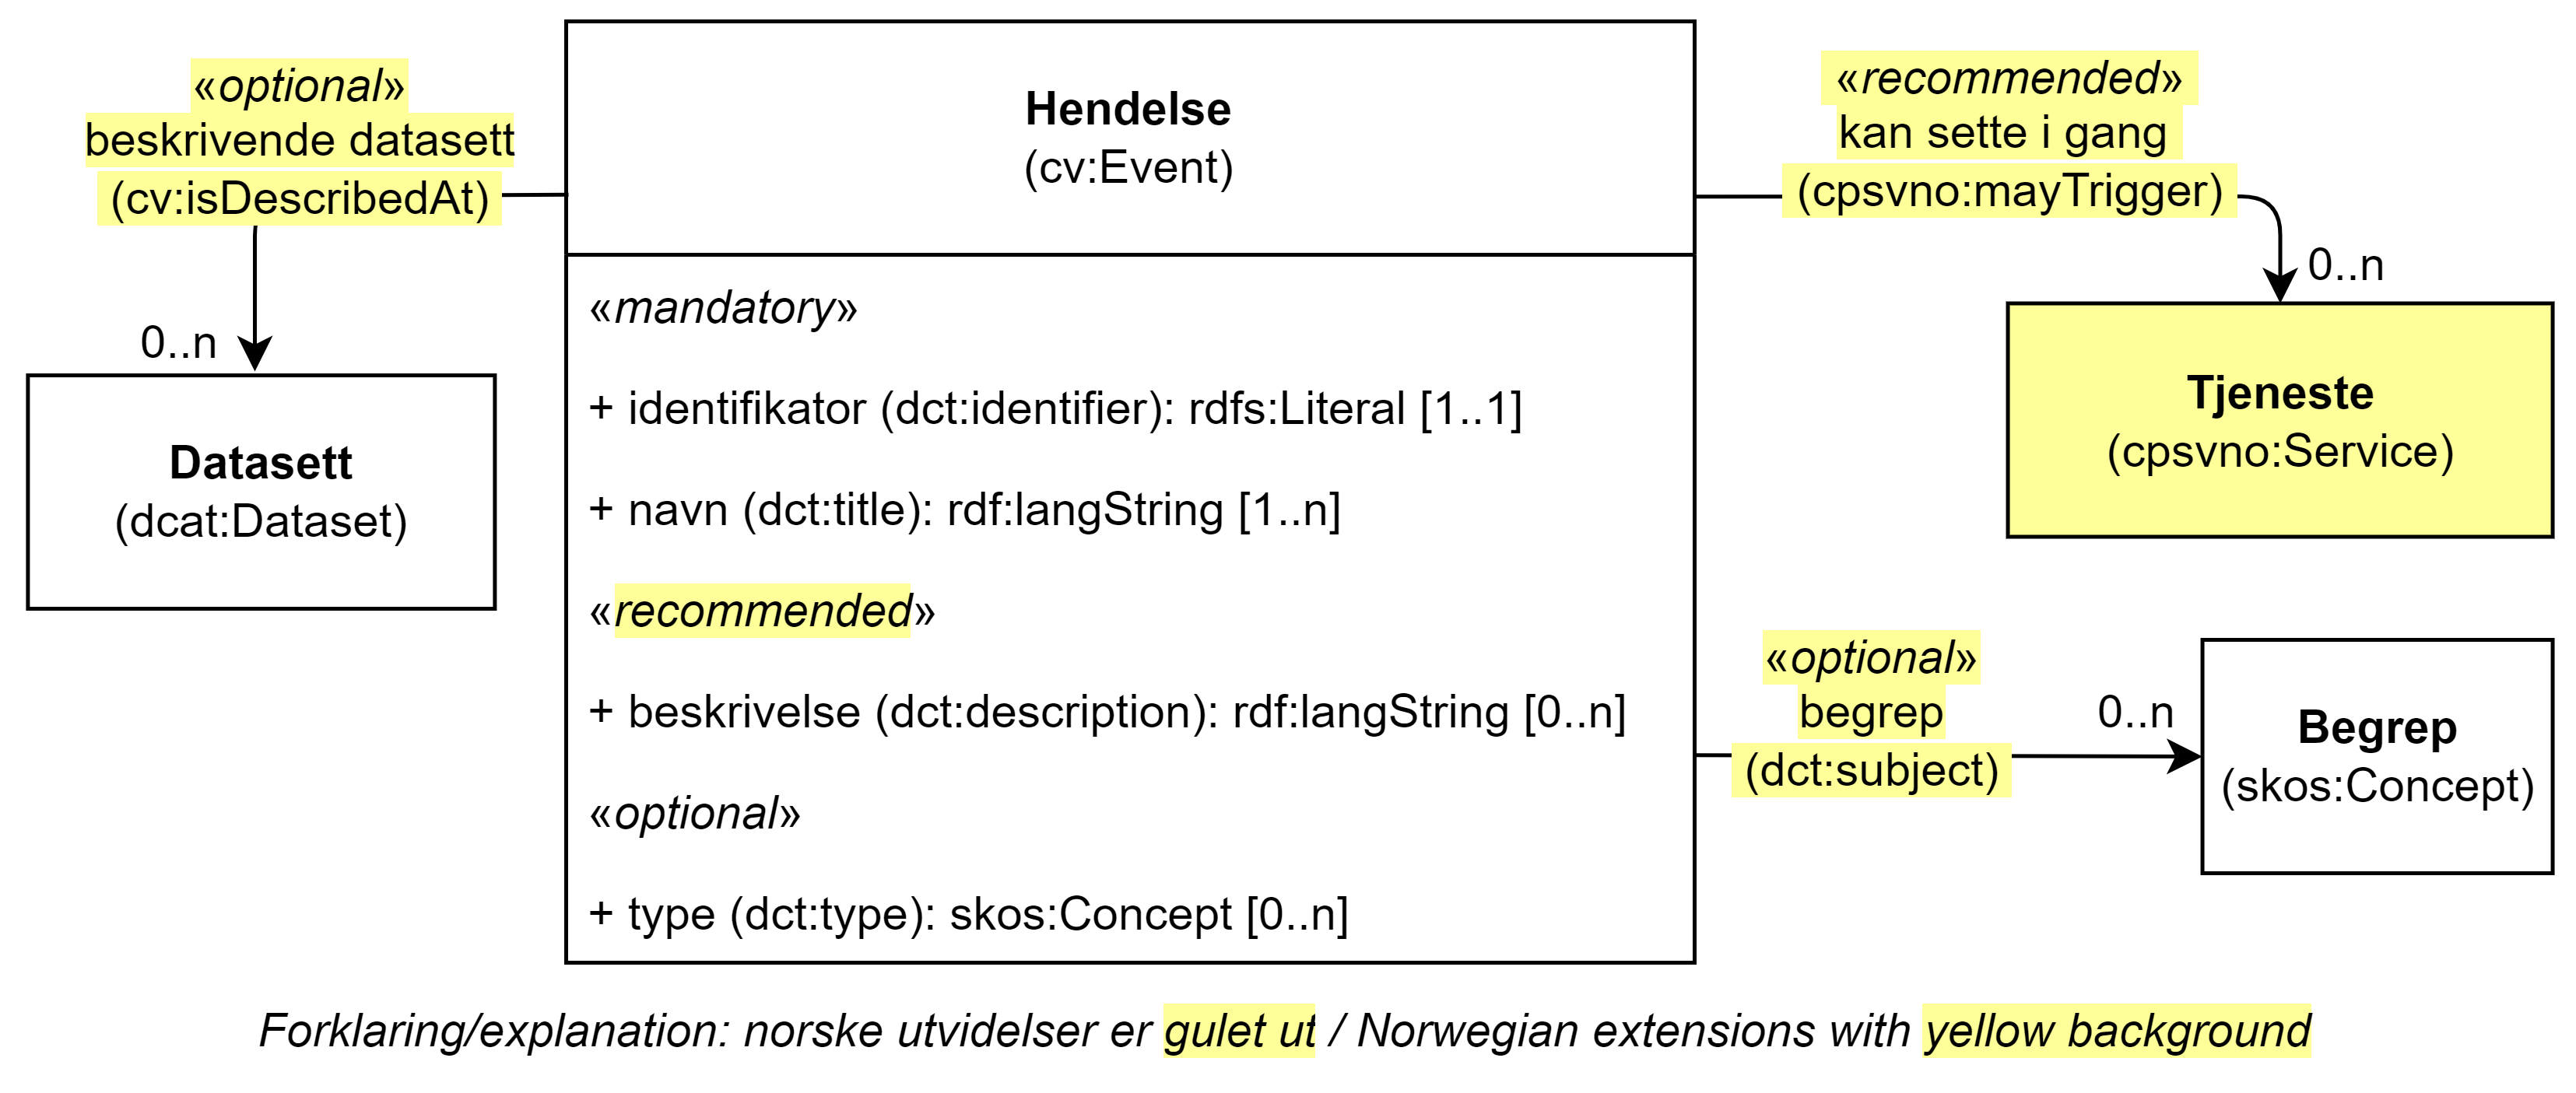 «optional»
beskrivende datasett
(cv:isDescribedAt)
0..n
Datasett
(dcat:Dataset)
Hendelse
(cv:Event)
«mandatory»
+ identifikator (dct:identifier): rdfs:Literal [1..1]
+ navn (dct:title): rdf:langString [1..n]
«recommended»
+ beskrivelse (dct:description): rdf:langString [0..n]
«optional»
+ type (dct:type): skos:Concept [0..n]
«recommended»
kan sette i gang
(cpsvno:mayTrigger)
0..n
Tjeneste
(cpsvno:Service)
«optional»
begrep
(dct:subject)
0..n
Begrep
(skos:Concept)
Forklaring/explanation: norske utvidelser er gulet ut / Norwegian extensions with yellow background